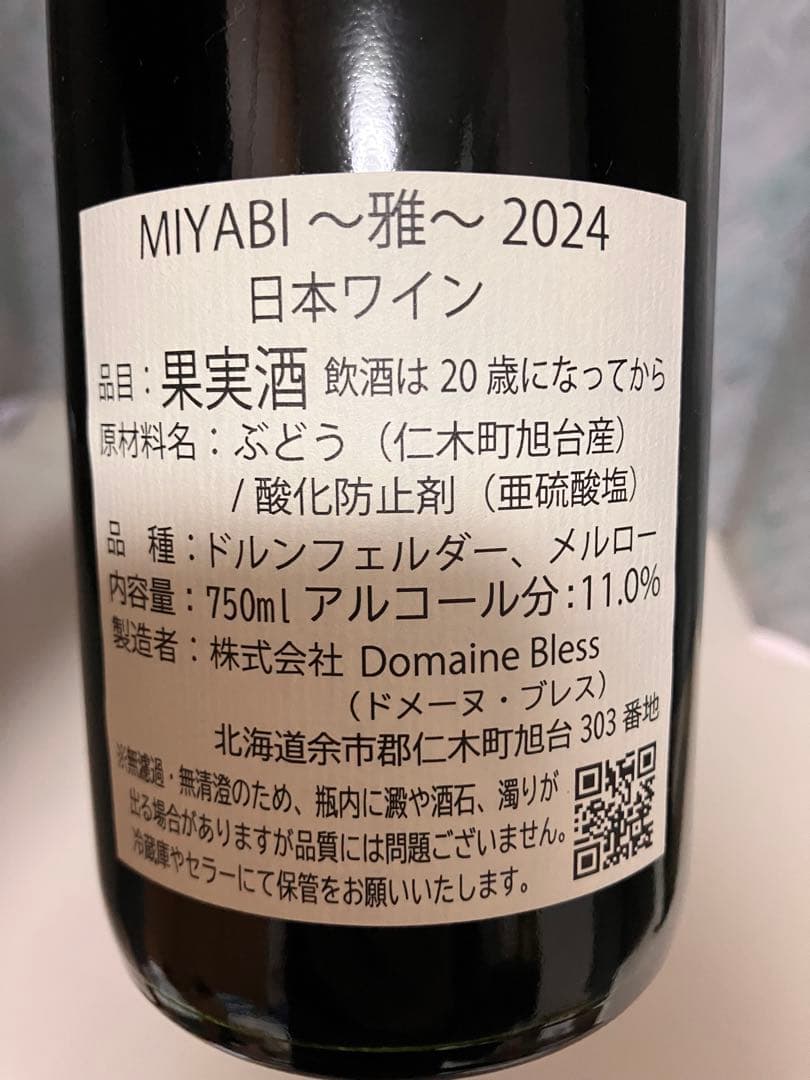 MIYABI ～雅～ 2024
日本ワイン
品目：果実酒 飲酒は 20 歳になってから
原材料名：ぶどう（仁木町旭台産）
/ 酸化防止剤（亜硫酸塩）
品 種：ドルンフェルダー、メルロー
内容量：750ml アルコール分：11.0%
製造者：株式会社 Domaine Bless
（ドメーヌ・ブレス）
北海道余市郡仁木町旭台 303 番地
※無濾過・無清澄のため、瓶内に澱や酒石、濁りが
出る場合がありますが品質には問題ございません。
冷蔵庫やセラーにて保管をお願いいたします。